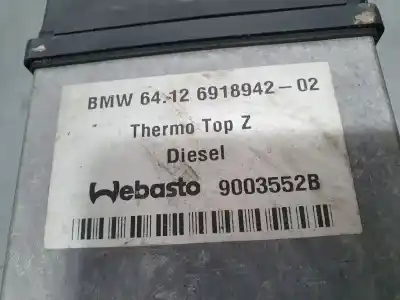 BMW 64.12 6918942-02
Thermo Top Z
Diesel
Webasto 9003552B